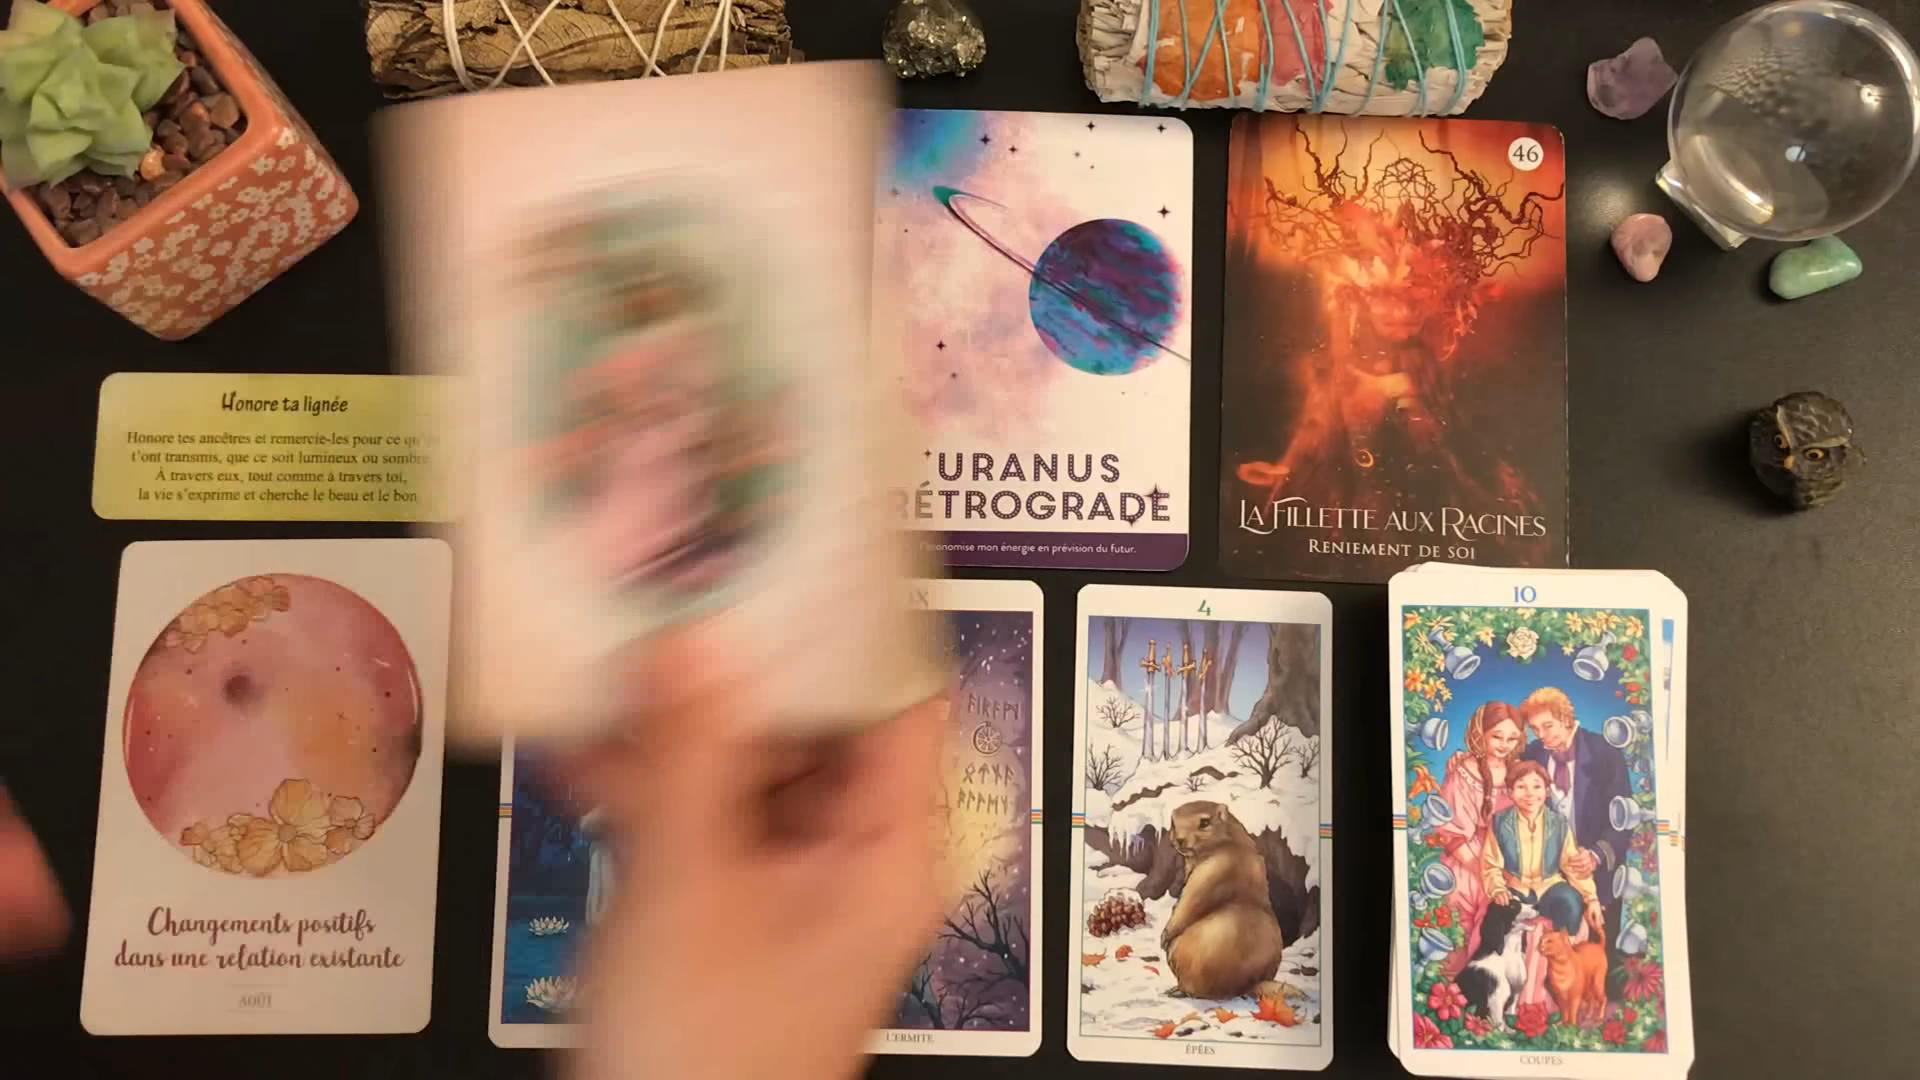 46
Honore ta lignée
Honore tes ancêtres et remercie-les pour ce
t'ont transmis, que ce soit lumineux ou sombre
À travers eux, tout comme à travers toi,
la vie s'exprime et cherche le beau et le bon
URANUS
RÉTROGRADE
mon énergie en prévision du futur.
LA FILLETTE AUX RACINES
RENIEMENT DE SOI
4
10
Changements positifs
dans une relation existante
AOÛT
L'ERMITE
ÉPÉES
COUPES